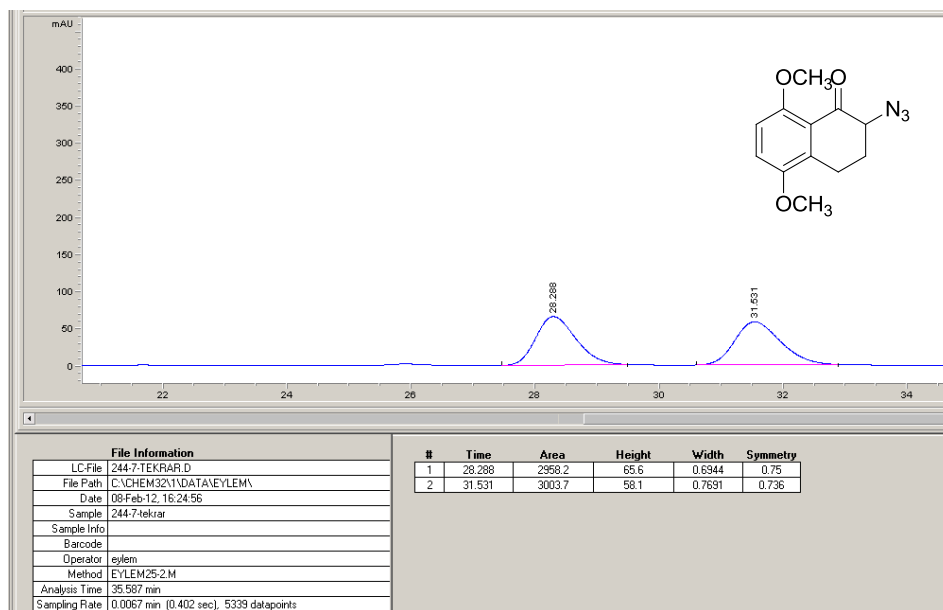 mAU
400
350
300
250
200
150
100
50
0
OCH3
O
N3
OCH3
28.288
31.531
22
24
26
28
30
32
34
File Information
LC-File 244-7-TEKRAR.D
File Path C:\CHEM32\1\DATA\EYLEM\
Date 08-Feb-12, 16:24:56
Sample 244-7-tekrar
Sample Info
Barcode
Operator eylem
Method EYLEM25-2.M
Analysis Time 35.587 min
Sampling Rate 0.0067 min (0.402 sec), 5339 datapoints
# Time Area Height Width Symmetry
1 28.288 2958.2 65.6 0.6944 0.75
2 31.531 3003.7 58.1 0.7691 0.736